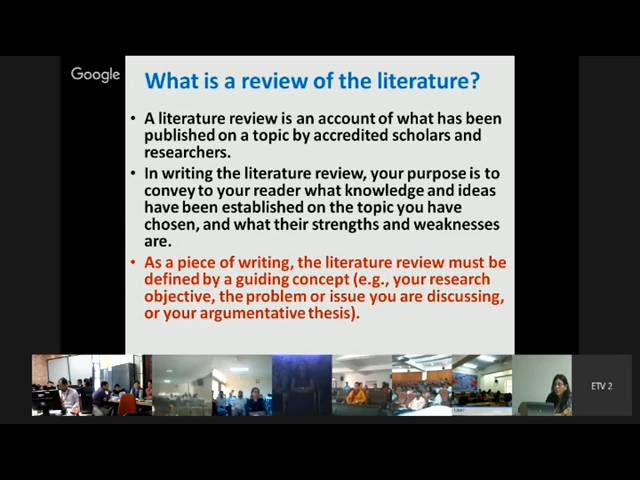 Google
What is a review of the literature?
• A literature review is an account of what has been
published on a topic by accredited scholars and
researchers.
• In writing the literature review, your purpose is to
convey to your reader what knowledge and ideas
have been established on the topic you have
chosen, and what their strengths and weaknesses
are.
• As a piece of writing, the literature review must be
defined by a guiding concept (e.g., your research
objective, the problem or issue you are discussing,
or your argumentative thesis).
ETV 2